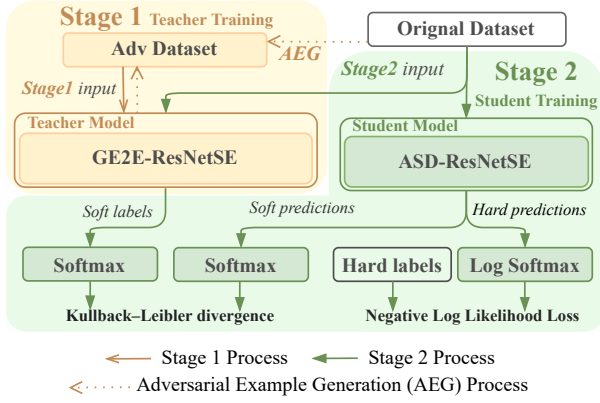 Stage 1 Teacher Training
Orignal Dataset
Adv Dataset
AEG
Stage1 input
Stage2 input
Stage 2
Student Training
Teacher Model
GE2E-ResNetSE
Student Model
ASD-ResNetSE
Soft labels
Soft predictions
Hard predictions
Softmax
Softmax
Hard labels
Log Softmax
Kullback–Leibler divergence
Negative Log Likelihood Loss
Stage 1 Process
Stage 2 Process
Adversarial Example Generation (AEG) Process